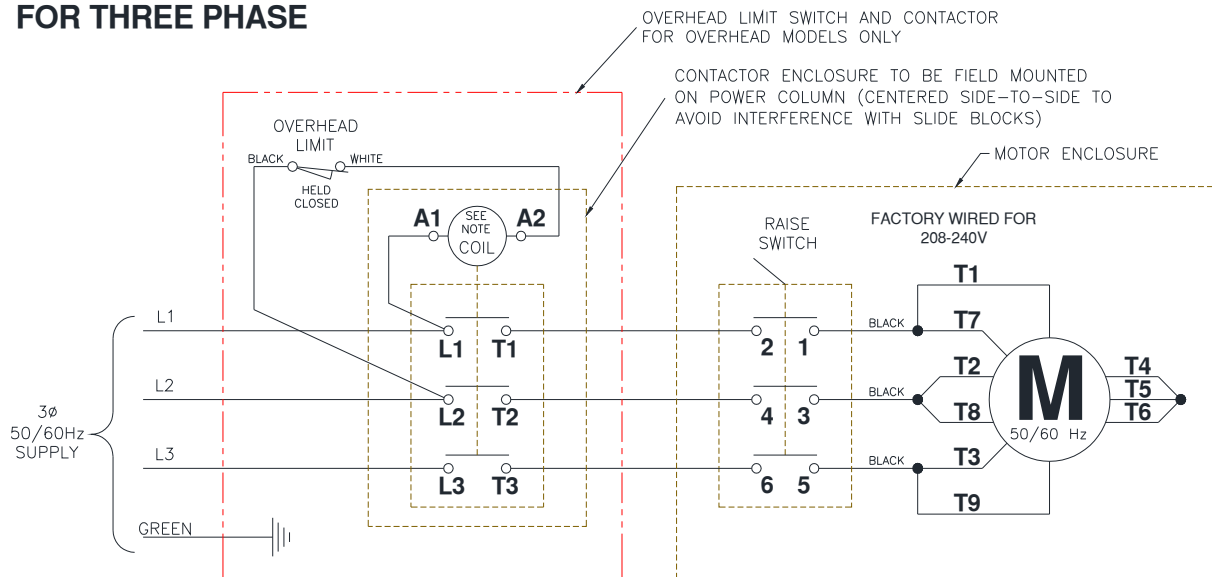 FOR THREE PHASE
OVERHEAD LIMIT SWITCH AND CONTACTOR
FOR OVERHEAD MODELS ONLY
CONTACTOR ENCLOSURE TO BE FIELD MOUNTED
ON POWER COLUMN (CENTERED SIDE-TO-SIDE TO
AVOID INTERFERENCE WITH SLIDE BLOCKS)
MOTOR ENCLOSURE
OVERHEAD
LIMIT
BLACK
WHITE
HELD
CLOSED
A1
SEE
NOTE
COIL
A2
RAISE
SWITCH
FACTORY WIRED FOR
208-240V
L1
L1
T1
2
1
BLACK
T1
T7
L2
L2
T2
4
3
BLACK
T2
T8
L3
L3
T3
6
5
BLACK
T3
T9
M
50/60 Hz
T4
T5
T6
3ø
50/60Hz
SUPPLY
GREEN